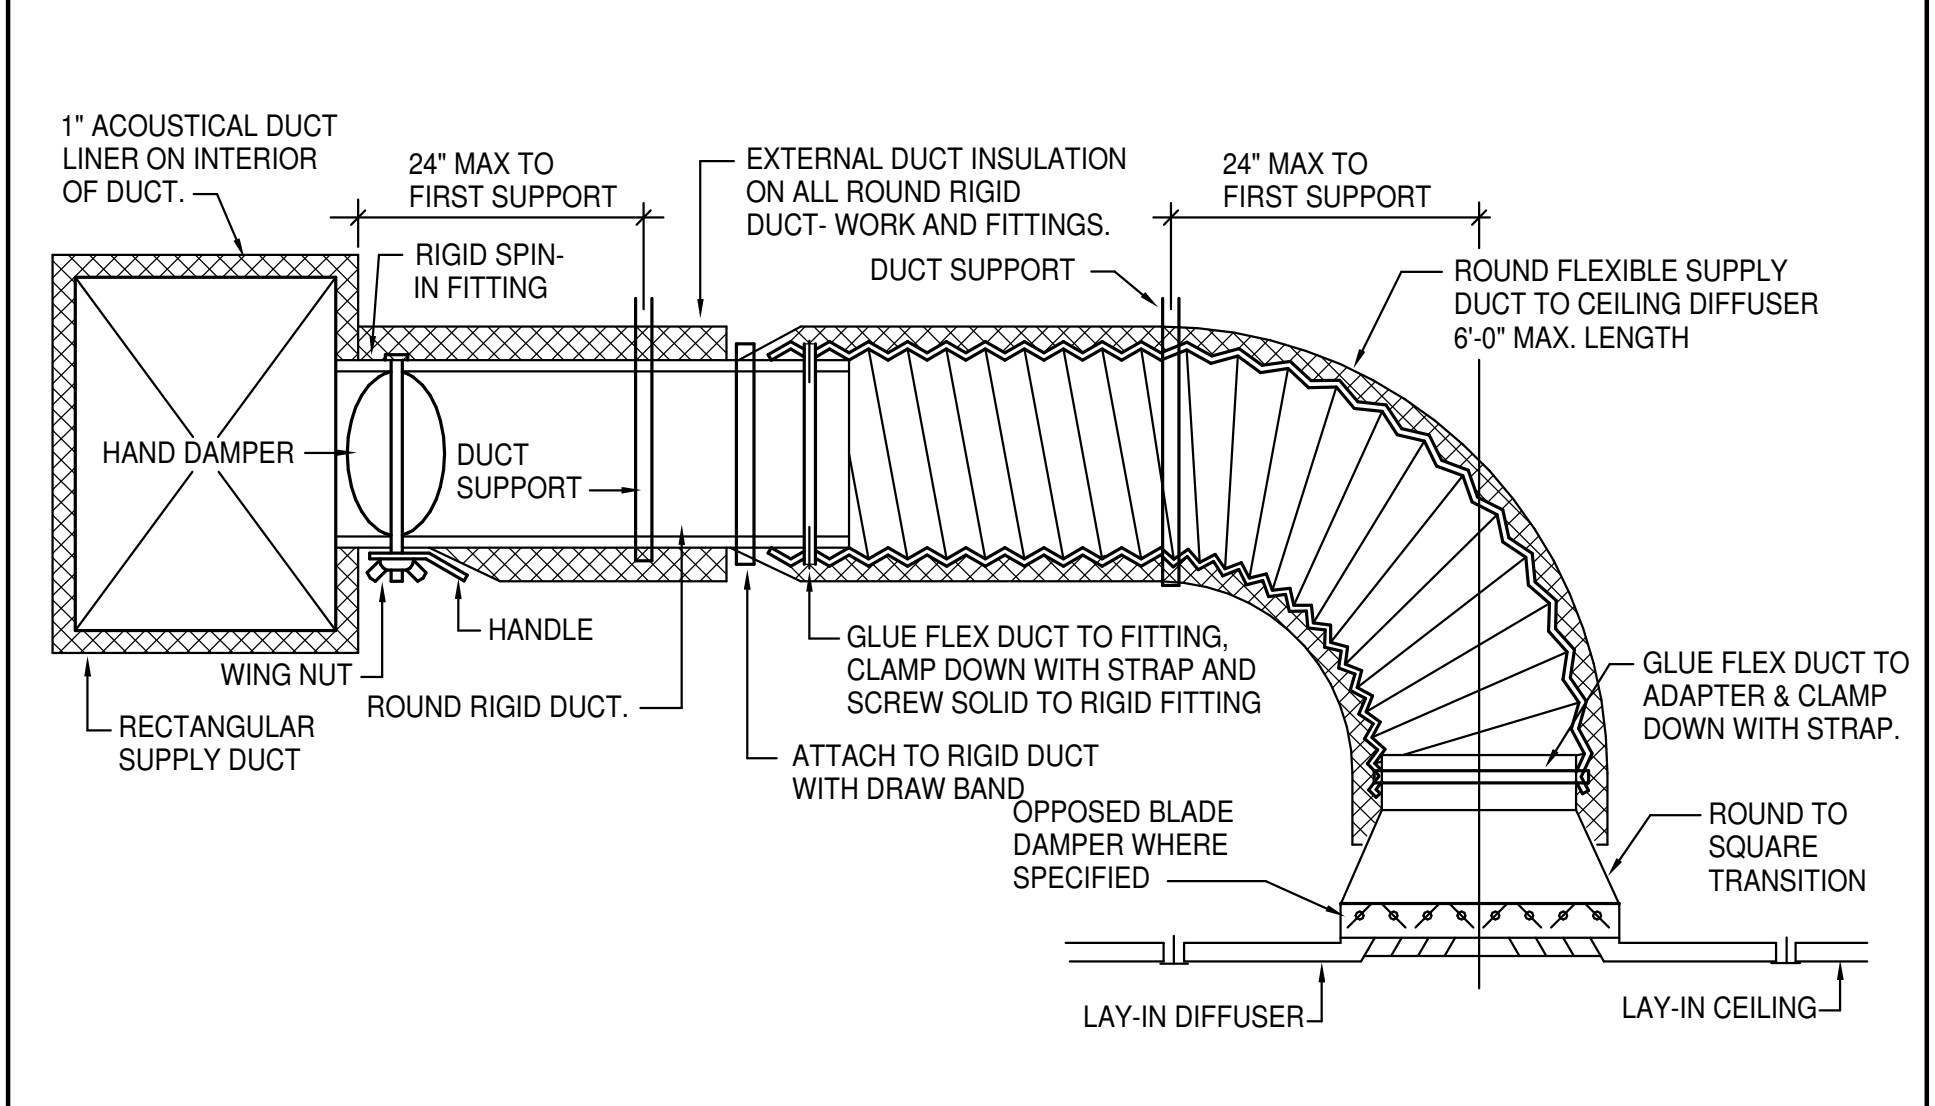 1" ACOUSTICAL DUCT
LINER ON INTERIOR
OF DUCT.
24" MAX TO
FIRST SUPPORT
EXTERNAL DUCT INSULATION
ON ALL ROUND RIGID
DUCT- WORK AND FITTINGS.
24" MAX TO
FIRST SUPPORT
RIGID SPIN-
IN FITTING
DUCT SUPPORT
ROUND FLEXIBLE SUPPLY
DUCT TO CEILING DIFFUSER
6'-0" MAX. LENGTH
HAND DAMPER
DUCT
SUPPORT
HANDLE
WING NUT
ROUND RIGID DUCT.
RECTANGULAR
SUPPLY DUCT
GLUE FLEX DUCT TO FITTING,
CLAMP DOWN WITH STRAP AND
SCREW SOLID TO RIGID FITTING
GLUE FLEX DUCT TO
ADAPTER & CLAMP
DOWN WITH STRAP.
ATTACH TO RIGID DUCT
WITH DRAW BAND
OPPOSED BLADE
DAMPER WHERE
SPECIFIED
ROUND TO
SQUARE
TRANSITION
LAY-IN DIFFUSER
LAY-IN CEILING